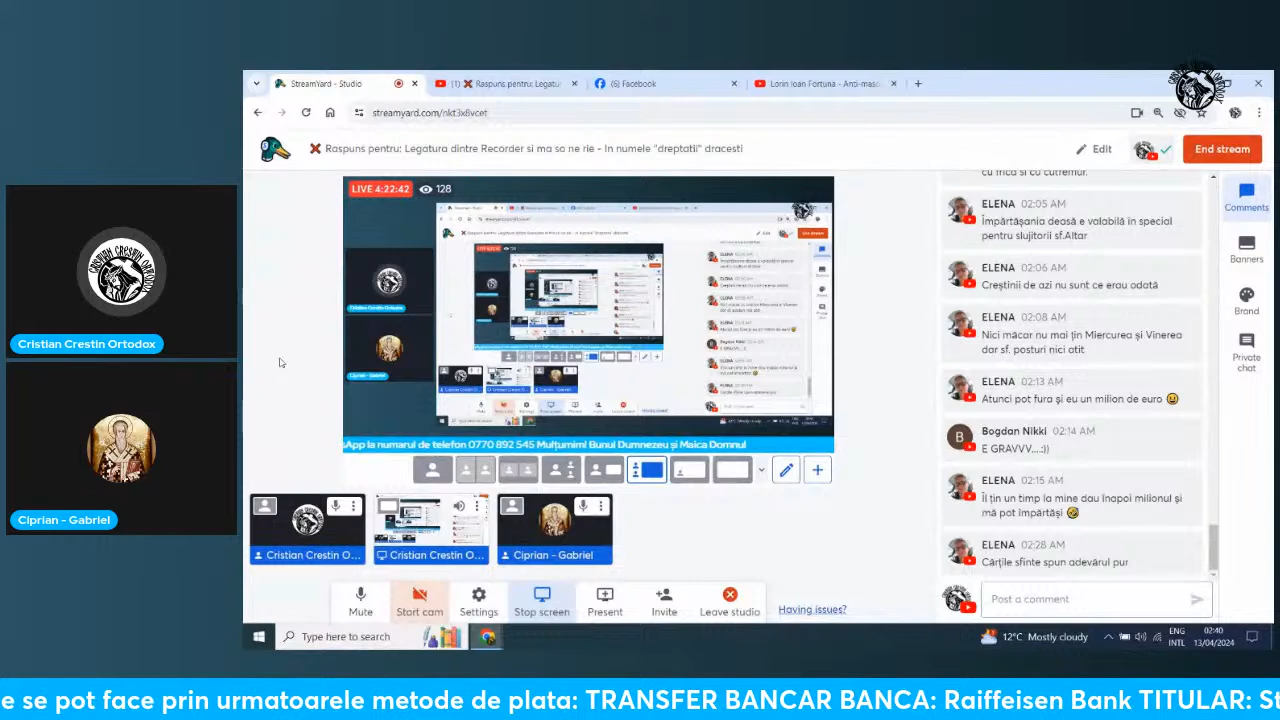 StreamYard - Studio
(1) ❌ Raspuns pentru: Legatu
(6) Facebook
Lorin Ioan Fortuna - Anti-maso
streamyard.com/nkt3x8vcet
❌ Raspuns pentru: Legatura dintre Recorder si ma so ne rie - In numele "dreptatii" dracesti
Edit
End stream
LIVE 4:22:42
128
App la numarul de telefon 0770 892 545 Mulțumim! Bunul Dumnezeu și Maica Domnul
Cristian Crestin Ortodox
Ciprian - Gabriel
Cristian Crestin O...
Cristian Crestin O...
Ciprian - Gabriel
Mute
Start cam
Settings
Stop screen
Present
Invite
Leave studio
Having issues?
cu frica si cu cutremur.
ELENA 02:05 AM
Împărtășania deasă e valabilă în special
pentru slujitorii sf.Altar
ELENA 02:06 AM
Creștinii de azi nu sunt ce erau odată
ELENA 02:08 AM
Nici măcar nu mai țin Miercurea și Vinerea
dar sf. posturi nici atit
ELENA 02:13 AM
Atunci pot fura și eu un milion de euro
B
Bogdan Nikki 02:14 AM
E GRAVVV....:))
ELENA 02:15 AM
Îl țin un timp la mine dau înapoi milionul și
mă pot împărtăși
ELENA 02:28 AM
Cărțile sfinte spun adevărul pur
Post a comment
Comments
Banners
Brand
Private
chat
Type here to search
12°C Mostly cloudy
ENG
INTL
02:40
13/04/2024
e se pot face prin urmatoarele metode de plata: TRANSFER BANCAR BANCA: Raiffeisen Bank TITULAR: St